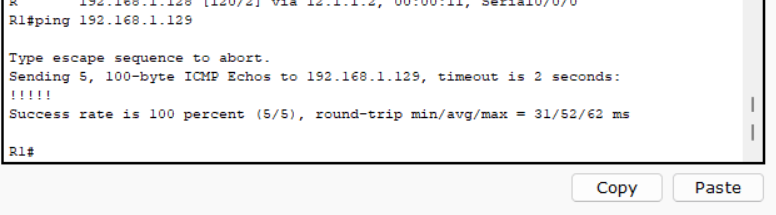 R       192.168.1.128 [120/2] via 12.1.1.2, 00:00:11, Serial0/0/0
R1#ping 192.168.1.129
Type escape sequence to abort.
Sending 5, 100-byte ICMP Echos to 192.168.1.129, timeout is 2 seconds:
!!!!!
Success rate is 100 percent (5/5), round-trip min/avg/max = 31/52/62 ms
R1#
Copy Paste